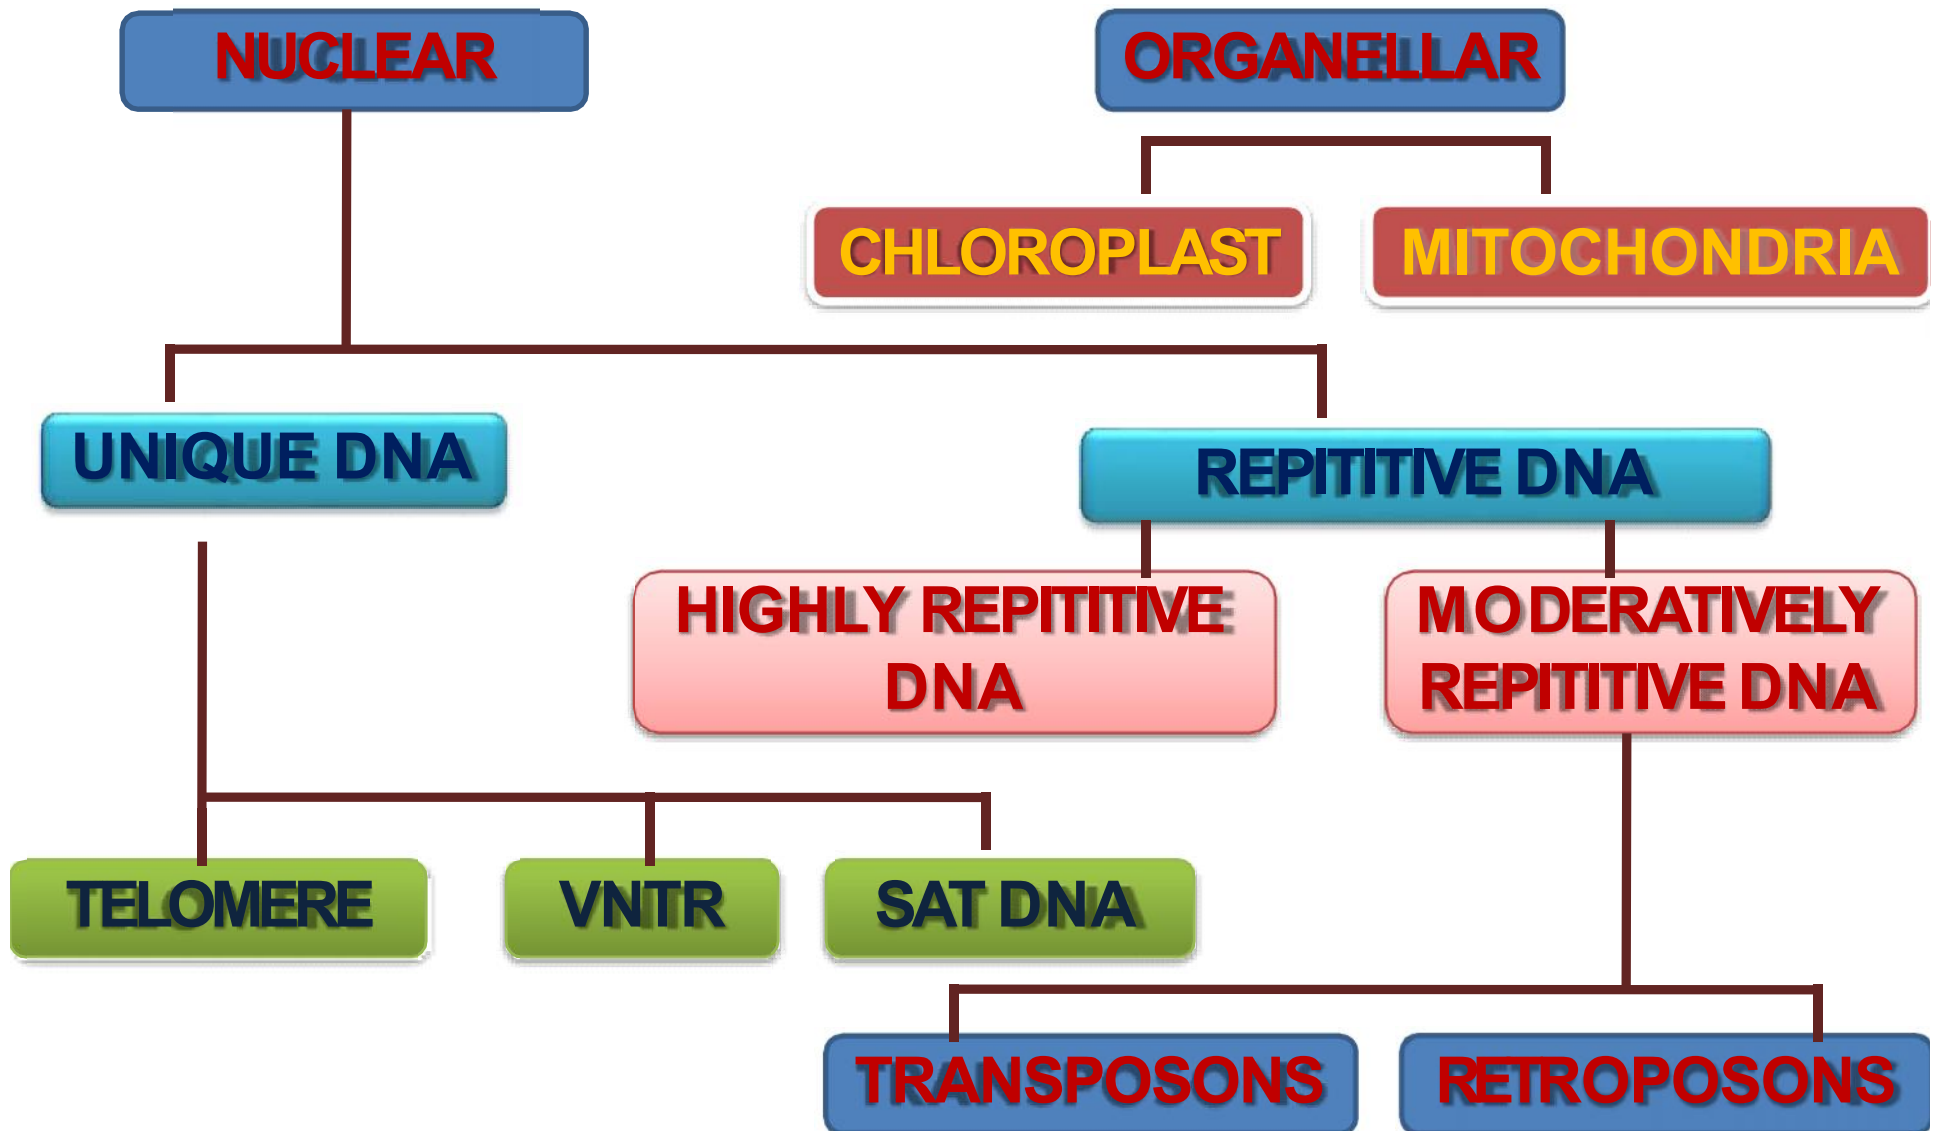 NUCLEAR
ORGANELLAR
CHLOROPLAST
MITOCHONDRIA
UNIQUE DNA
REPITITIVE DNA
HIGHLY REPITITIVE
DNA
MODERATIVELY
REPITITIVE DNA
TELOMERE
VNTR
SAT DNA
TRANSPOSONS
RETROPOSONS